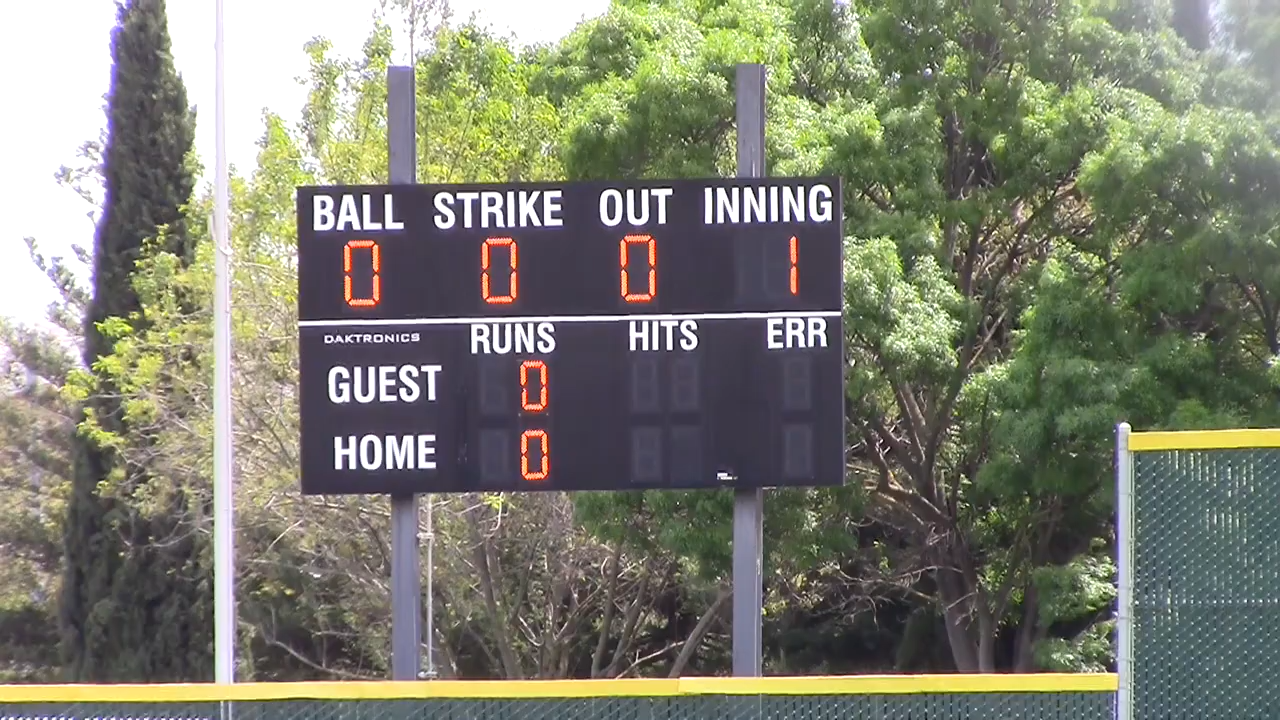 BALL STRIKE OUT INNING
0 0 0 1
DAKTRONICS RUNS HITS ERR
GUEST 0
HOME 0